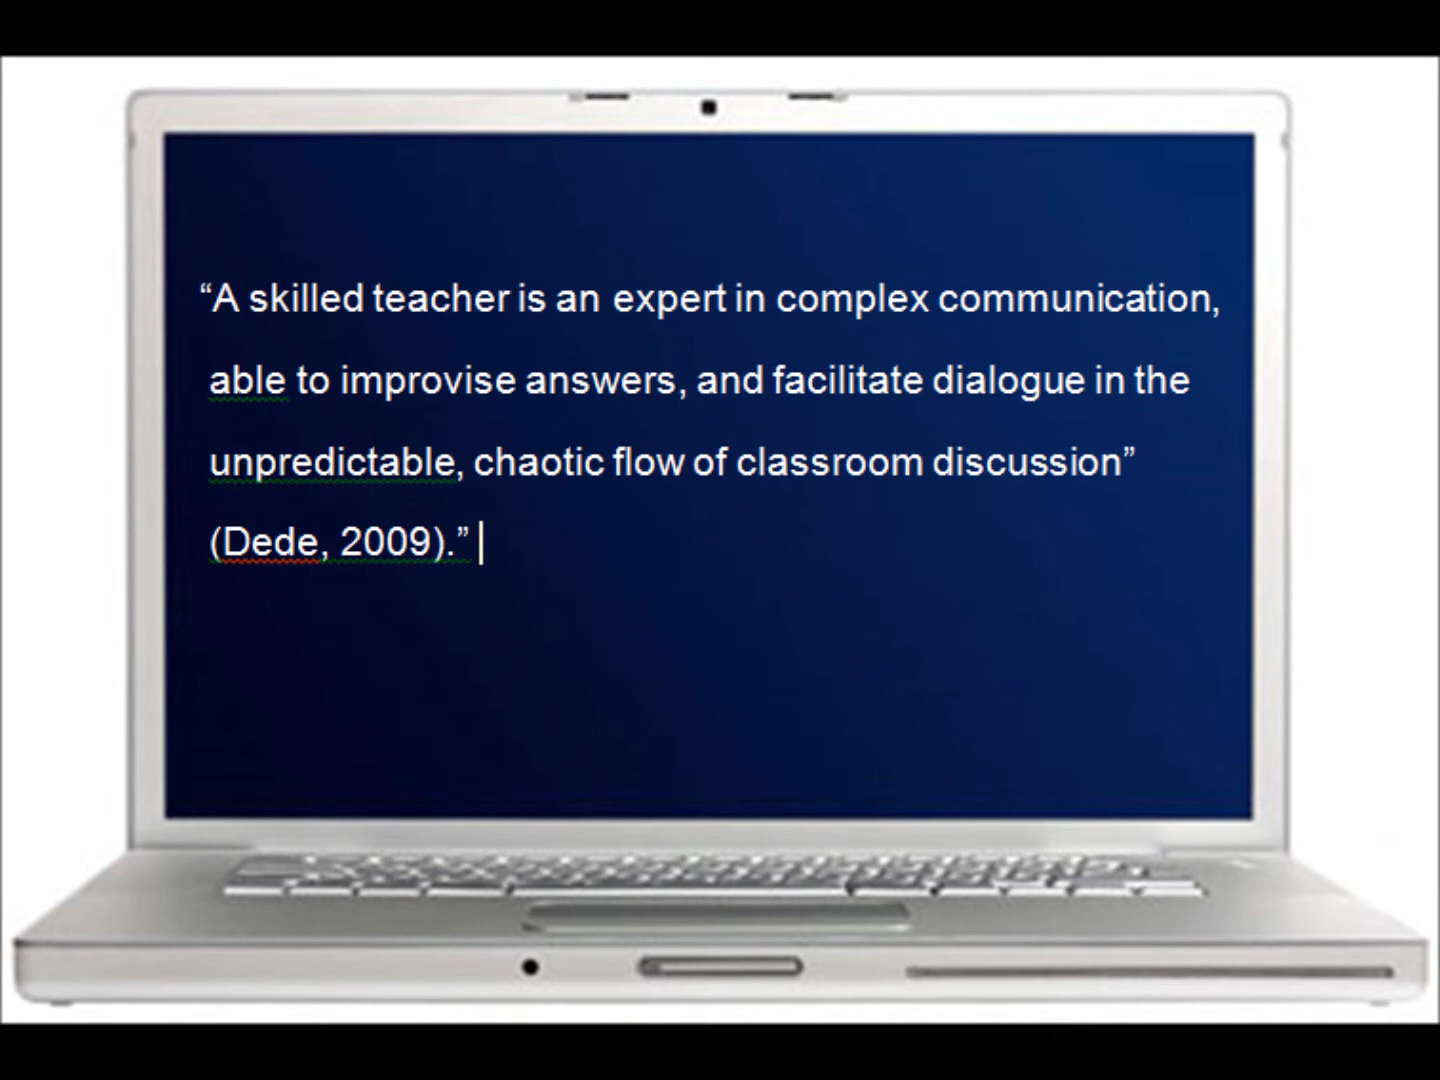 “A skilled teacher is an expert in complex communication,
able to improvise answers, and facilitate dialogue in the
unpredictable, chaotic flow of classroom discussion”
(Dede, 2009).”